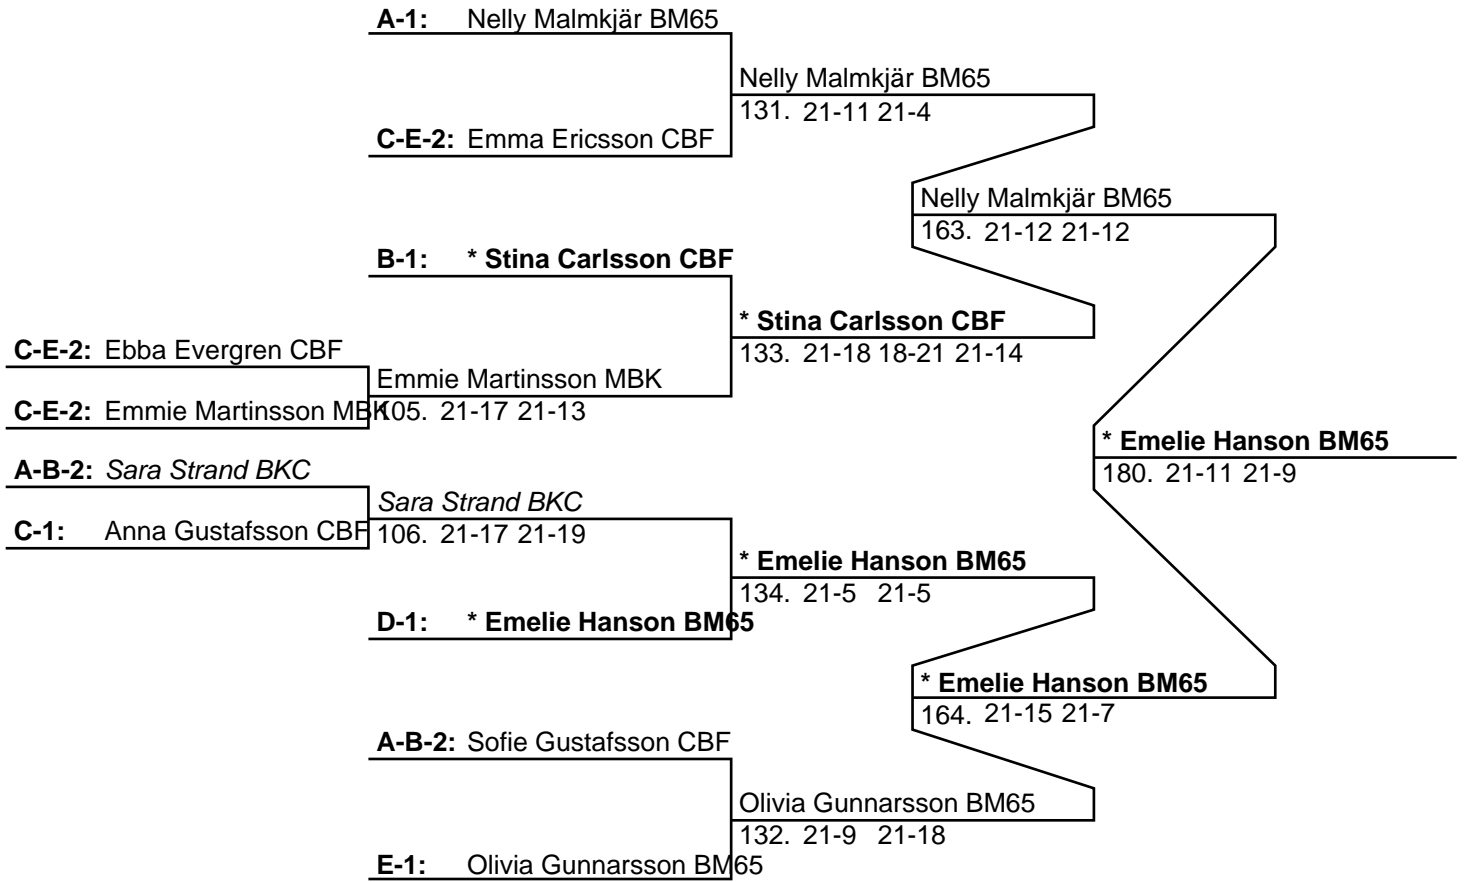 A-1: Nelly Malmkjär BM65
Nelly Malmkjär BM65
131. 21-11 21-4
C-E-2: Emma Ericsson CBF
Nelly Malmkjär BM65
163. 21-12 21-12
B-1: * Stina Carlsson CBF
* Stina Carlsson CBF
133. 21-18 18-21 21-14
C-E-2: Ebba Evergren CBF
Emmie Martinsson MBK
C-E-2: Emmie Martinsson MBK
105. 21-17 21-13
* Emelie Hanson BM65
180. 21-11 21-9
A-B-2: Sara Strand BKC
Sara Strand BKC
C-1: Anna Gustafsson CBF
106. 21-17 21-19
* Emelie Hanson BM65
134. 21-5 21-5
D-1: * Emelie Hanson BM65
* Emelie Hanson BM65
164. 21-15 21-7
A-B-2: Sofie Gustafsson CBF
Olivia Gunnarsson BM65
132. 21-9 21-18
E-1: Olivia Gunnarsson BM65